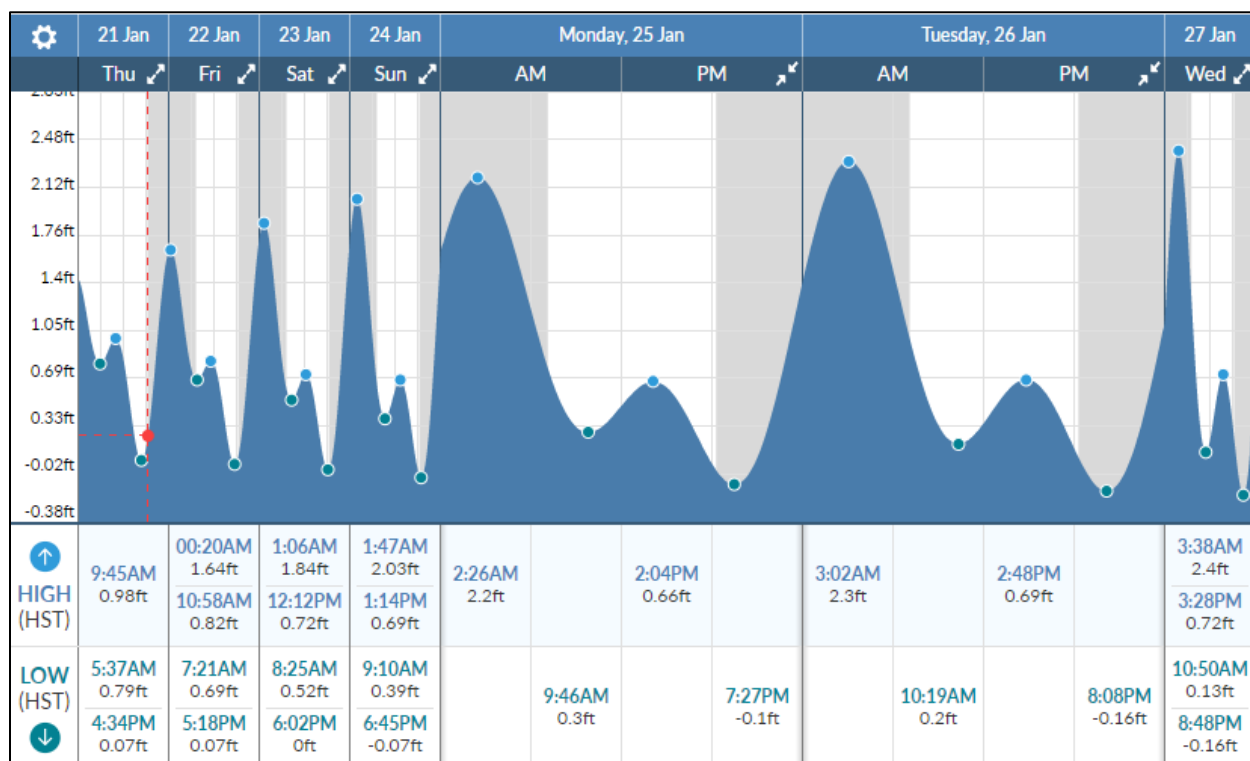 21 Jan 22 Jan 23 Jan 24 Jan Monday, 25 Jan Tuesday, 26 Jan 27 Jan
Thu Fri Sat Sun AM PM AM PM Wed
2.48ft
2.12ft
1.76ft
1.4ft
1.05ft
0.69ft
0.33ft
-0.02ft
-0.38ft
HIGH
(HST)
9:45AM
0.98ft
00:20AM
1.64ft
10:58AM
0.82ft
1:06AM
1.84ft
12:12PM
0.72ft
1:47AM
2.03ft
1:14PM
0.69ft
2:26AM
2.2ft
2:04PM
0.66ft
3:02AM
2.3ft
2:48PM
0.69ft
3:38AM
2.4ft
3:28PM
0.72ft
LOW
(HST)
5:37AM
0.79ft
4:34PM
0.07ft
7:21AM
0.69ft
5:18PM
0.07ft
8:25AM
0.52ft
6:02PM
0ft
9:10AM
0.39ft
6:45PM
-0.07ft
9:46AM
0.3ft
7:27PM
-0.1ft
10:19AM
0.2ft
8:08PM
-0.16ft
10:50AM
0.13ft
8:48PM
-0.16ft